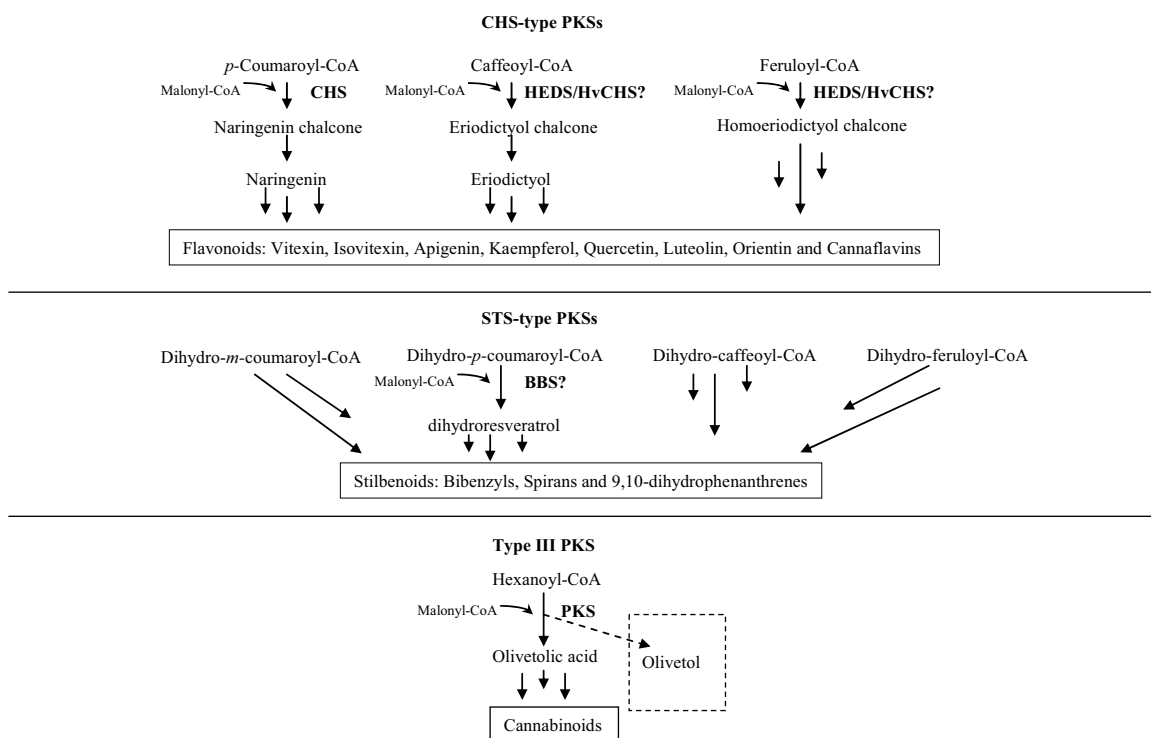 CHS-type PKSs
p-Coumaroyl-CoA Caffeoyl-CoA Feruloyl-CoA
Malonyl-CoA CHS Malonyl-CoA HEDS/HvCHS? Malonyl-CoA HEDS/HvCHS?
Naringenin chalcone Eriodictyol chalcone Homoeriodictyol chalcone
Naringenin Eriodictyol
Flavonoids: Vitexin, Isovitexin, Apigenin, Kaempferol, Quercetin, Luteolin, Orientin and Cannaflavins
STS-type PKSs
Dihydro-m-coumaroyl-CoA Dihydro-p-coumaroyl-CoA Dihydro-caffeoyl-CoA Dihydro-feruloyl-CoA
Malonyl-CoA BBS?
dihydroresveratrol
Stilbenoids: Bibenzyls, Spirans and 9,10-dihydrophenanthrenes
Type III PKS
Hexanoyl-CoA
Malonyl-CoA PKS
Olivetolic acid Olivetol
Cannabinoids